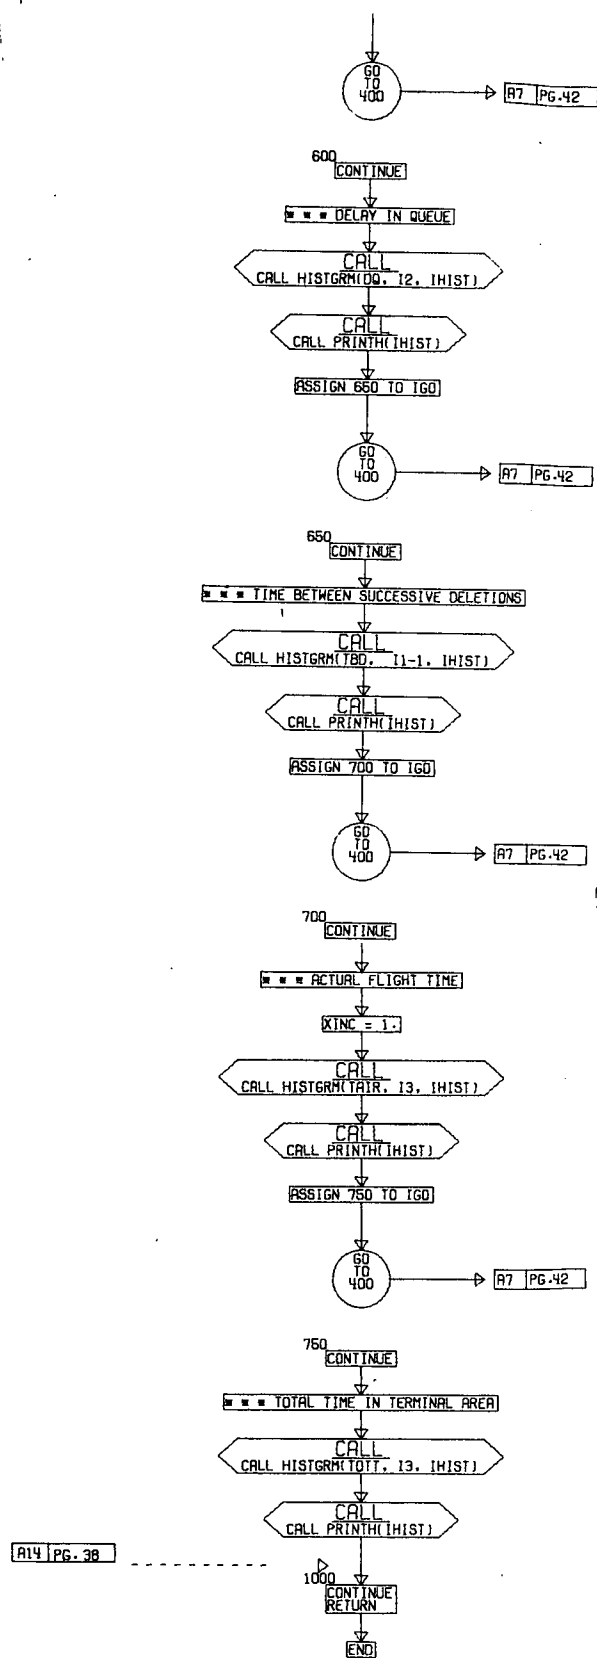 GO
TO
400
A7 PG.42
600
CONTINUE
* * * DELAY IN QUEUE
CALL
CALL HISTGRM(DQ, I2, IHIST)
CALL
CALL PRINTH(IHIST)
ASSIGN 650 TO IGO
GO
TO
400
A7 PG.42
650
CONTINUE
* * * TIME BETWEEN SUCCESSIVE DELETIONS
CALL
CALL HISTGRM(TBD, I1-1, IHIST)
CALL
CALL PRINTH(IHIST)
ASSIGN 700 TO IGO
GO
TO
400
A7 PG.42
700
CONTINUE
* * * ACTUAL FLIGHT TIME
XINC = 1.
CALL
CALL HISTGRM(TAIR, I3, IHIST)
CALL
CALL PRINTH(IHIST)
ASSIGN 750 TO IGO
GO
TO
400
A7 PG.42
750
CONTINUE
* * * TOTAL TIME IN TERMINAL AREA
CALL
CALL HISTGRM(TOTT, I3, IHIST)
CALL
CALL PRINTH(IHIST)
A14 PG.38
1000
CONTINUE
RETURN
END